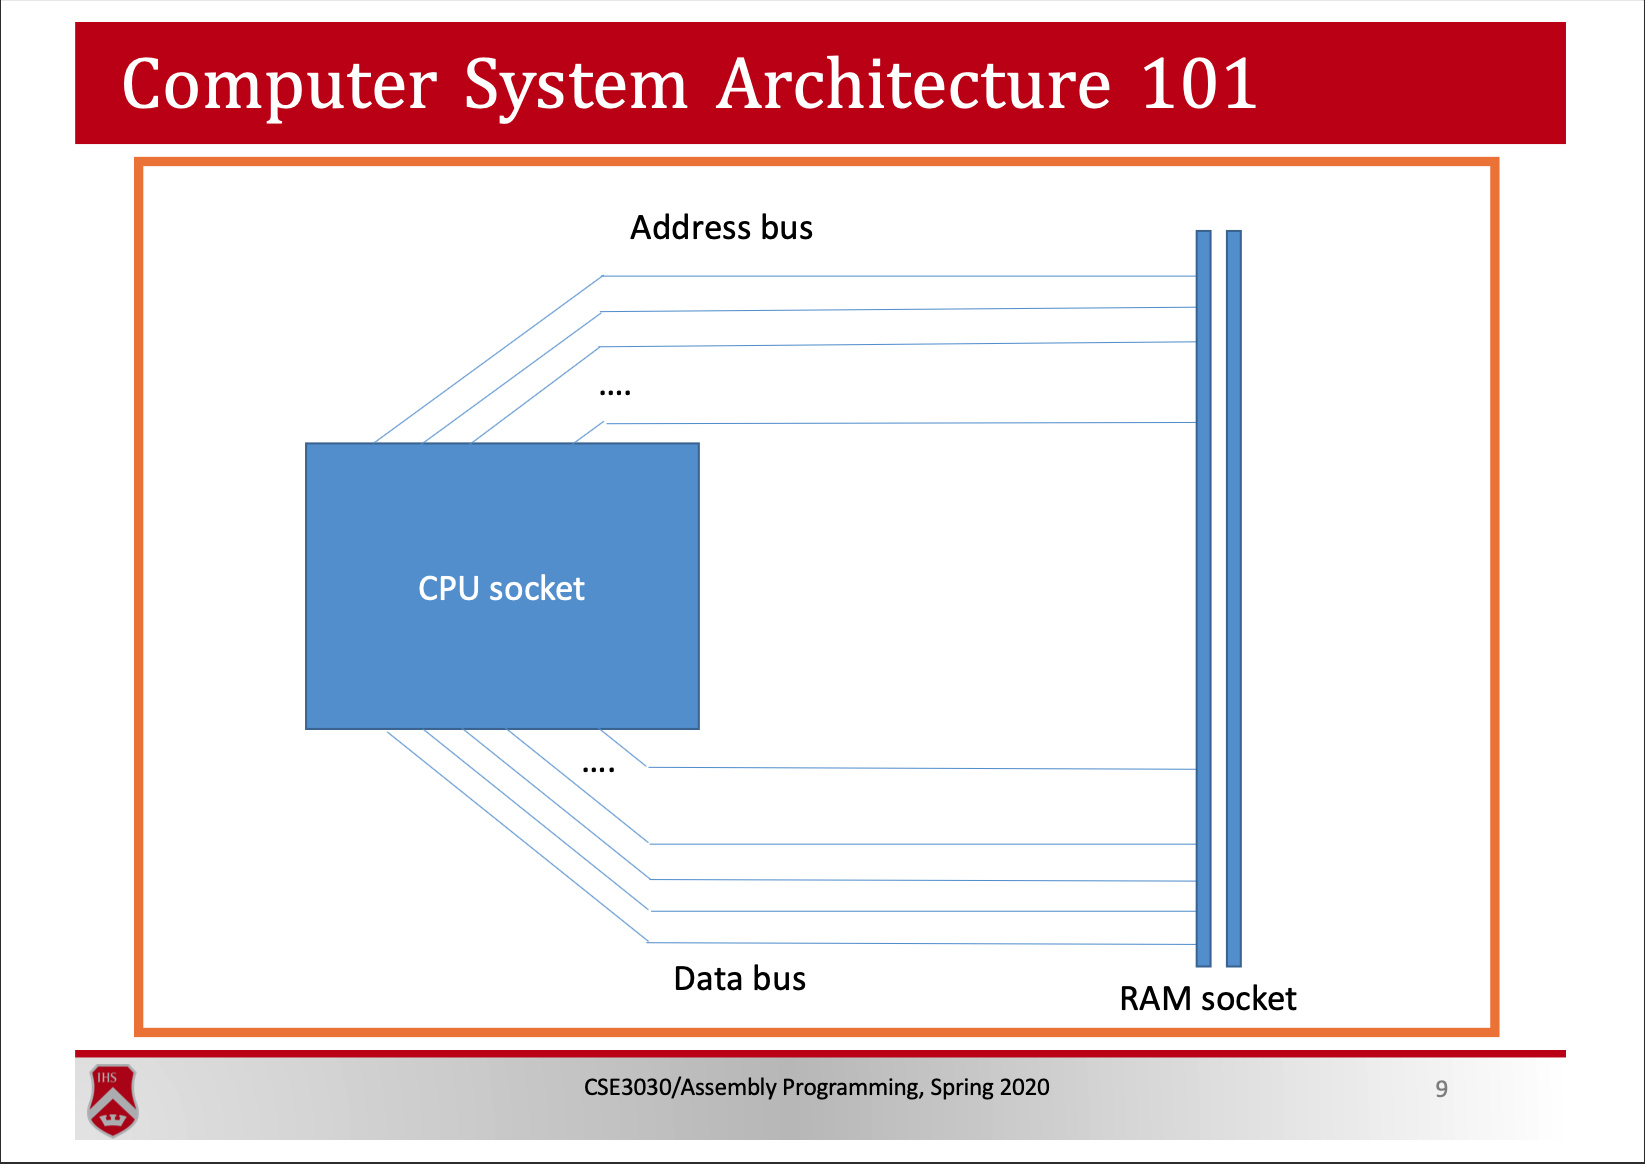 Computer System Architecture 101
Address bus
....
CPU socket
....
Data bus
RAM socket
IHS
CSE3030/Assembly Programming, Spring 2020
9